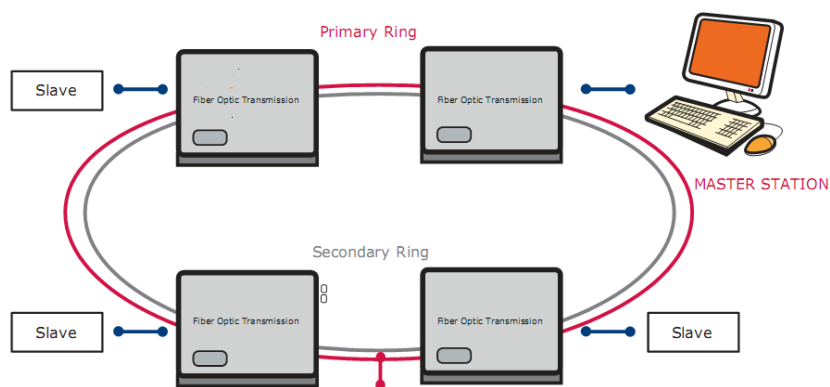 Primary Ring
Slave
Fiber Optic Transmission
Fiber Optic Transmission
MASTER STATION
Secondary Ring
Fiber Optic Transmission
Fiber Optic Transmission
Slave
Slave